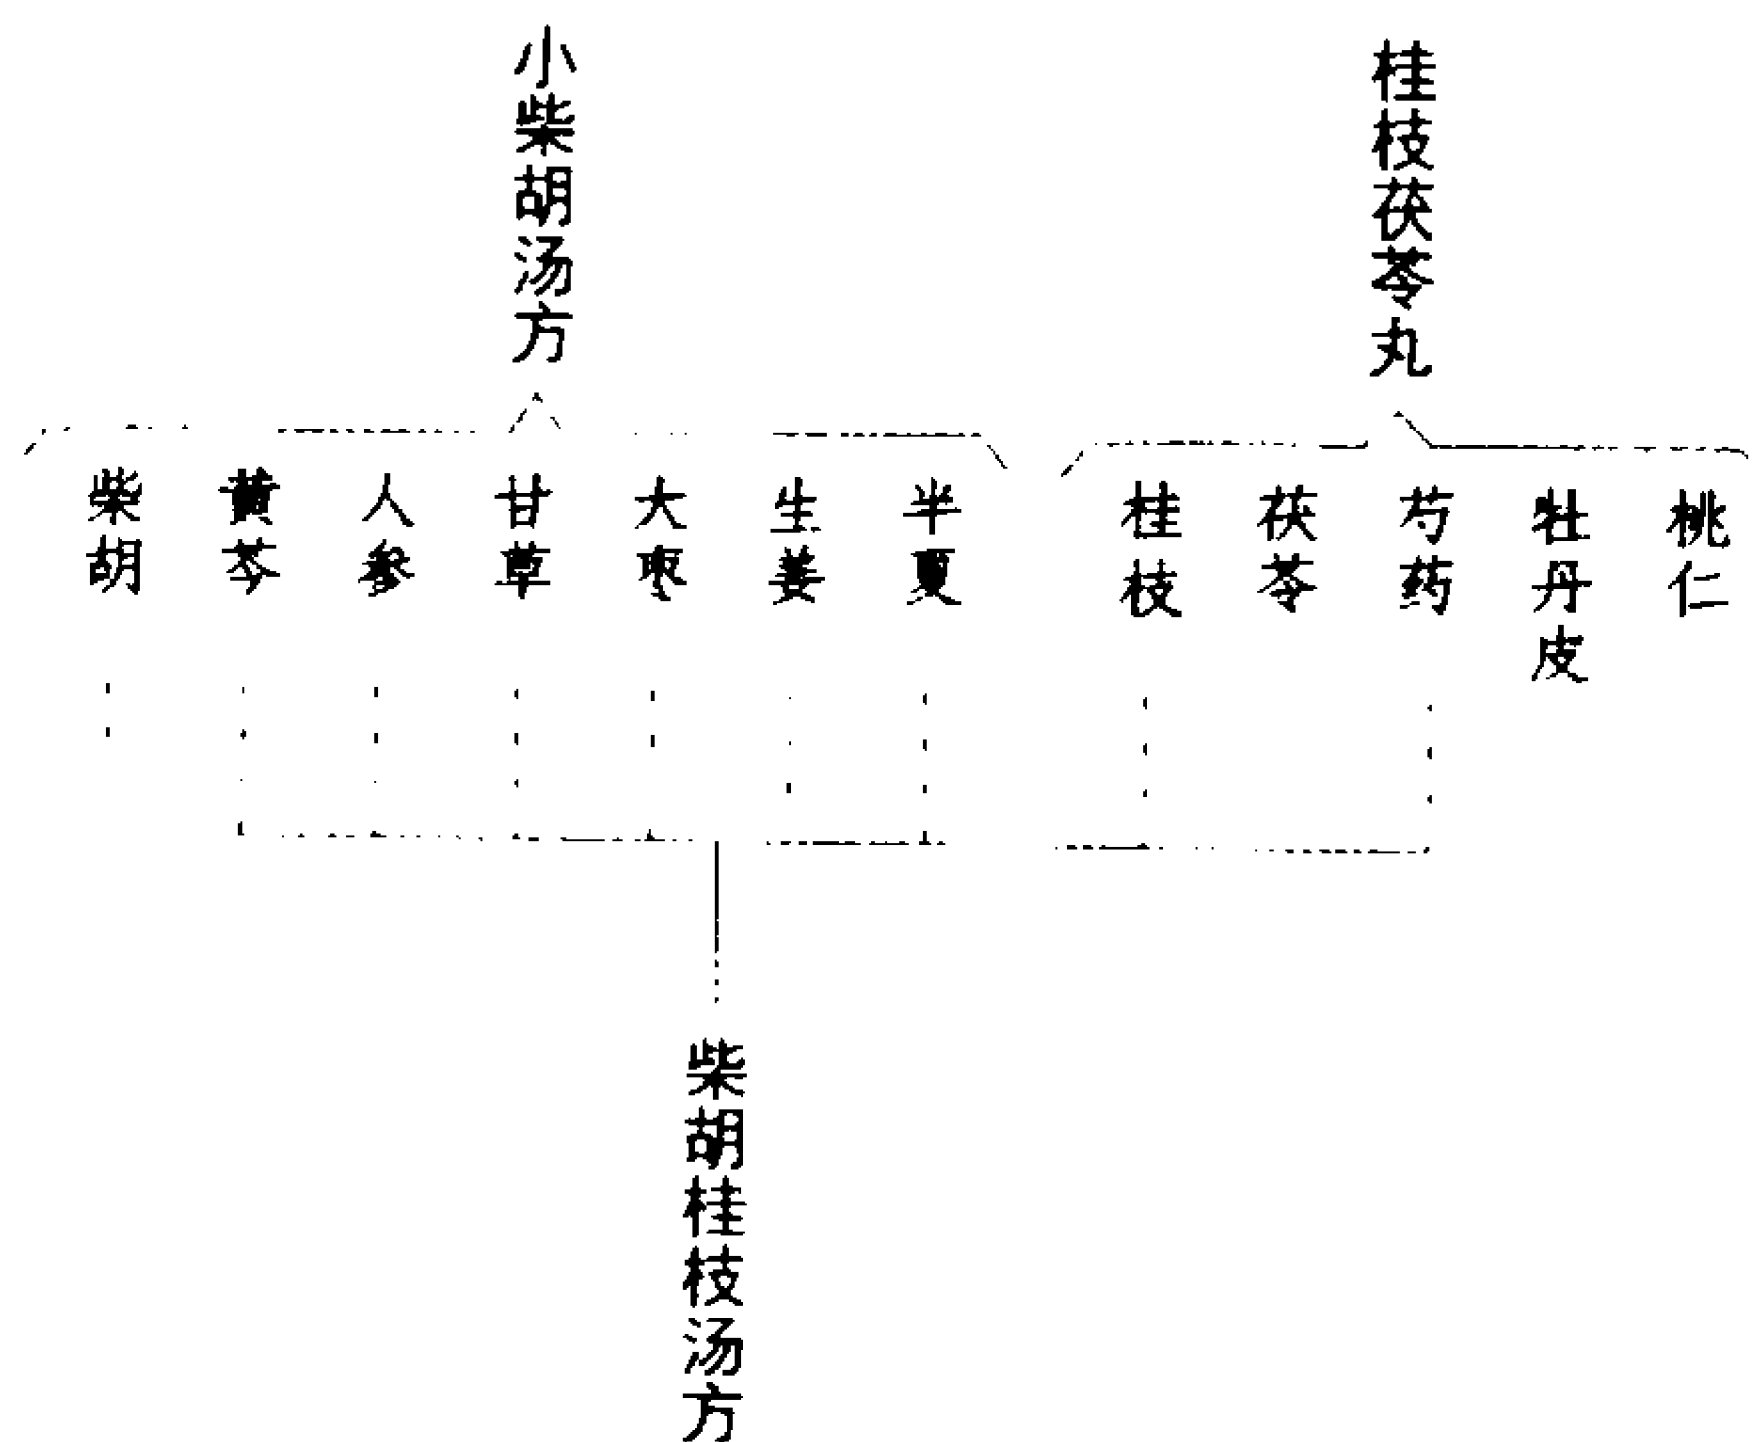 小柴胡汤方
桂枝茯苓丸
柴胡
黄芩
人参
甘草
大枣
生姜
半夏
桂枝
茯苓
芍药
牡丹皮
桃仁
柴胡桂枝汤方